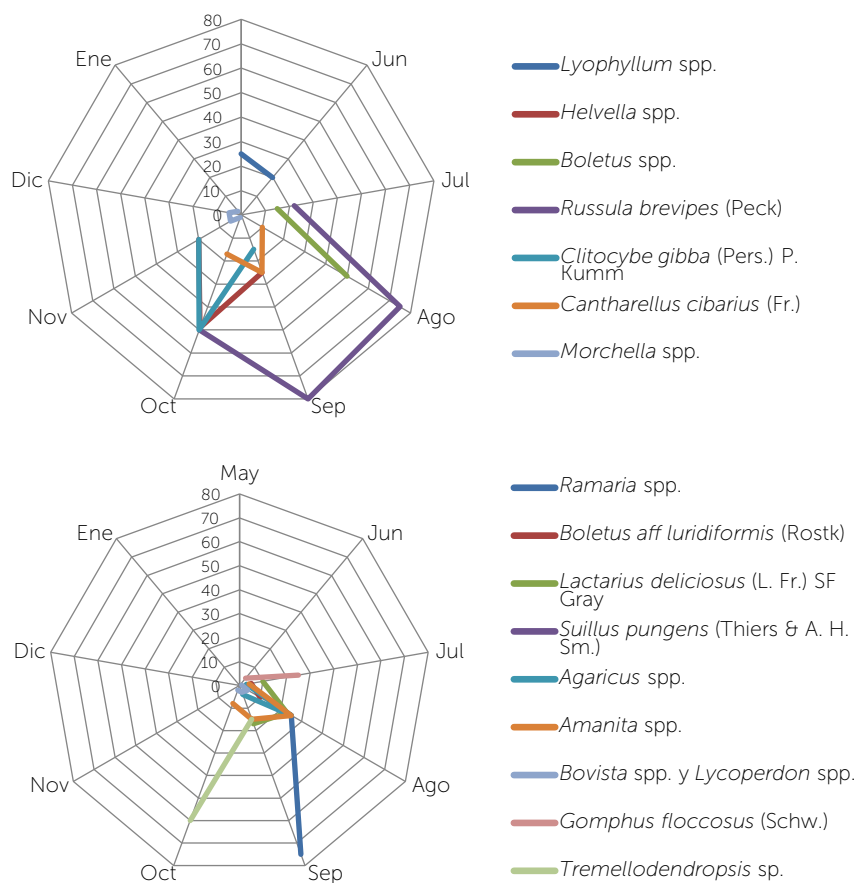 80
70
60
50
40
30
20
10
0
Ene
Jun
Dic
Jul
Nov
Ago
Oct
Sep
Lyophyllum spp.
Helvella spp.
Boletus spp.
Russula brevipes (Peck)
Clitocybe gibba (Pers.) P.
Kumm
Cantharellus cibarius (Fr.)
Morchella spp.
May
80
70
60
50
40
30
20
10
0
Ene
Jun
Dic
Jul
Nov
Ago
Oct
Sep
Ramaria spp.
Boletus aff luridiformis (Rostk)
Lactarius deliciosus (L. Fr.) SF
Gray
Suillus pungens (Thiers & A. H.
Sm.)
Agaricus spp.
Amanita spp.
Bovista spp. y Lycoperdon spp.
Gomphus floccosus (Schw.)
Tremellodendropsis sp.